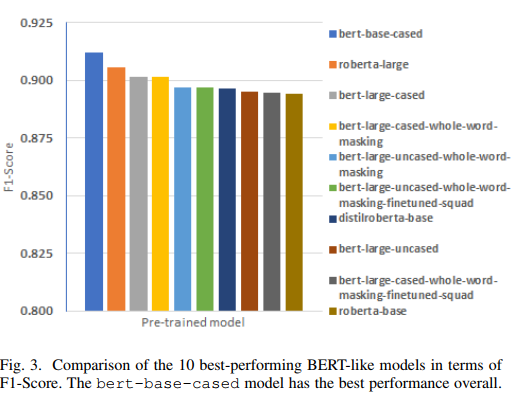 0.925
0.900
0.875
0.850
0.825
0.800
F1-Score
Pre-trained model
bert-base-cased
roberta-large
bert-large-cased
bert-large-cased-whole-word-
masking
bert-large-uncased-whole-word-
masking
bert-large-uncased-whole-word-
masking-finetuned-squad
distilroberta-base
bert-large-uncased
bert-large-cased-whole-word-
masking-finetuned-squad
roberta-base
Fig. 3. Comparison of the 10 best-performing BERT-like models in terms of
F1-Score. The bert-base-cased model has the best performance overall.